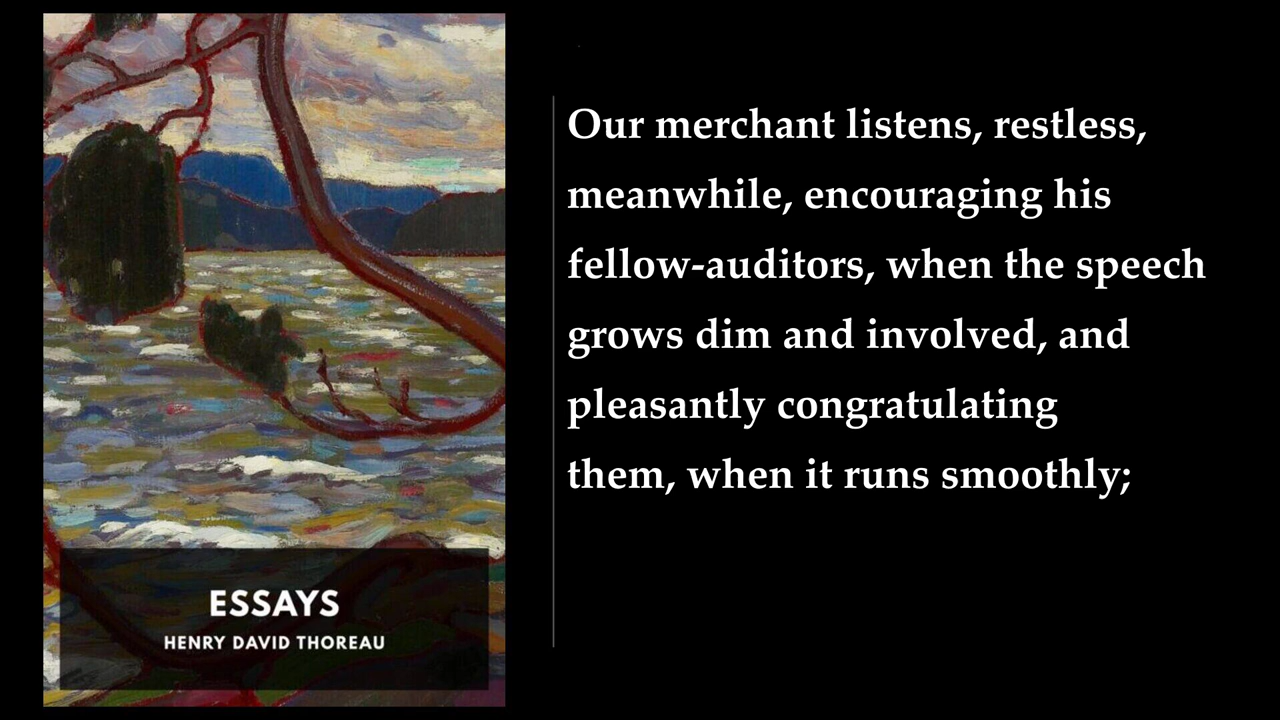 Our merchant listens, restless,
meanwhile, encouraging his
fellow-auditors, when the speech
grows dim and involved, and
pleasantly congratulating
them, when it runs smoothly;
ESSAYS
HENRY DAVID THOREAU